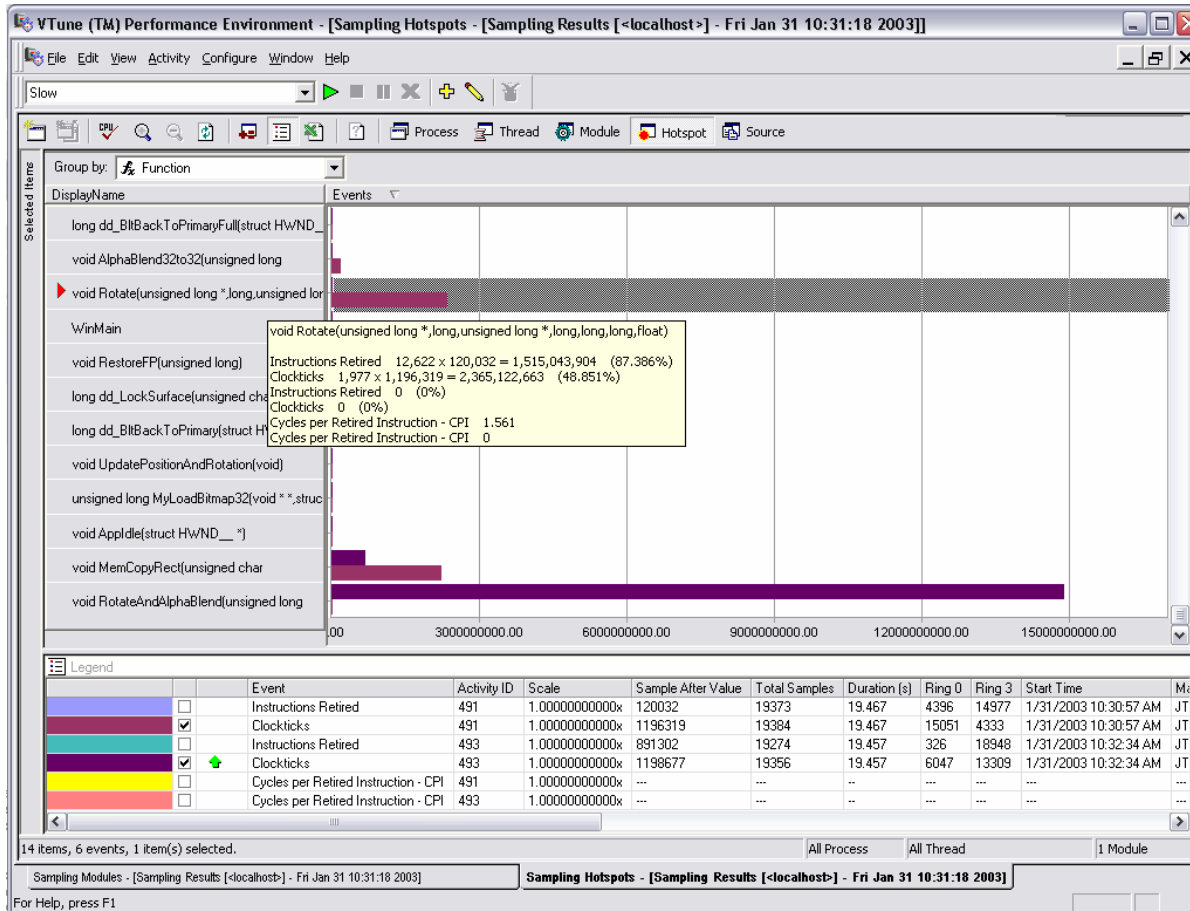 VTune (TM) Performance Environment - [Sampling Hotspots - [Sampling Results [<localhost>] - Fri Jan 31 10:31:18 2003]]
File Edit View Activity Configure Window Help
Slow
CPU
Process Thread Module Hotspot Source
Selected Items
Group by: fx Function
DisplayName Events
long dd_BltBackToPrimaryFull(struct HWND_
void AlphaBlend32to32(unsigned long
void Rotate(unsigned long *,long,unsigned lon
WinMain
void RestoreFP(unsigned long)
long dd_LockSurface(unsigned cha
long dd_BltBackToPrimary(struct H
void UpdatePositionAndRotation(void)
unsigned long MyLoadBitmap32(void * *,struc
void AppIdle(struct HWND__ *)
void MemCopyRect(unsigned char
void RotateAndAlphaBlend(unsigned long
void Rotate(unsigned long *,long,unsigned long *,long,long,long,float)
Instructions Retired 12,622 x 120,032 = 1,515,043,904 (87.386%)
Clockticks 1,977 x 1,196,319 = 2,365,122,663 (48.851%)
Instructions Retired 0 (0%)
Clockticks 0 (0%)
Cycles per Retired Instruction - CPI 1.561
Cycles per Retired Instruction - CPI 0
.00 3000000000.00 6000000000.00 9000000000.00 12000000000.00 15000000000.00
Legend
Event Activity ID Scale Sample After Value Total Samples Duration (s) Ring 0 Ring 3 Start Time Ma
Instructions Retired 491 1.00000000000x 120032 19373 19.467 4396 14977 1/31/2003 10:30:57 AM JT
Clockticks 491 1.00000000000x 1196319 19384 19.467 15051 4333 1/31/2003 10:30:57 AM JT
Instructions Retired 493 1.00000000000x 891302 19274 19.457 326 18948 1/31/2003 10:32:34 AM JT
Clockticks 493 1.00000000000x 1198677 19356 19.457 6047 13309 1/31/2003 10:32:34 AM JT
Cycles per Retired Instruction - CPI 491 1.00000000000x --- --- -- --- --- --- ---
Cycles per Retired Instruction - CPI 493 1.00000000000x --- --- --- --- --- --- ---
14 items, 6 events, 1 item(s) selected. All Process All Thread 1 Module
Sampling Modules - [Sampling Results [<localhost>] - Fri Jan 31 10:31:18 2003] Sampling Hotspots - [Sampling Results [<localhost>] - Fri Jan 31 10:31:18 2003]
For Help, press F1